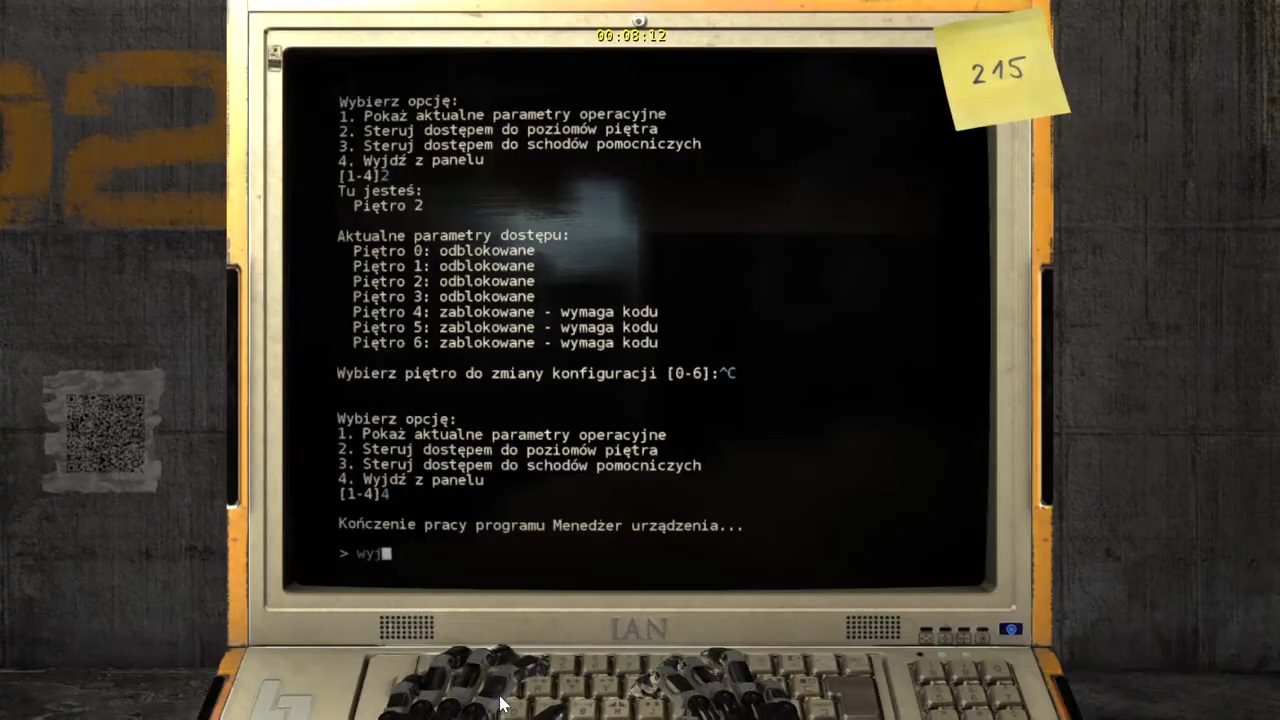 02
00:08:12
215
Wybierz opcję:
1. Pokaż aktualne parametry operacyjne
2. Steruj dostępem do poziomów piętra
3. Steruj dostępem do schodów pomocniczych
4. Wyjdź z panelu
[1-4]2
Tu jesteś:
Piętro 2
Aktualne parametry dostępu:
Piętro 0: odblokowane
Piętro 1: odblokowane
Piętro 2: odblokowane
Piętro 3: odblokowane
Piętro 4: zablokowane - wymaga kodu
Piętro 5: zablokowane - wymaga kodu
Piętro 6: zablokowane - wymaga kodu
Wybierz piętro do zmiany konfiguracji [0-6]:^C
Wybierz opcję:
1. Pokaż aktualne parametry operacyjne
2. Steruj dostępem do poziomów piętra
3. Steruj dostępem do schodów pomocniczych
4. Wyjdź z panelu
[1-4]4
Kończenie pracy programu Menedżer urządzenia...
> wyj
IAN